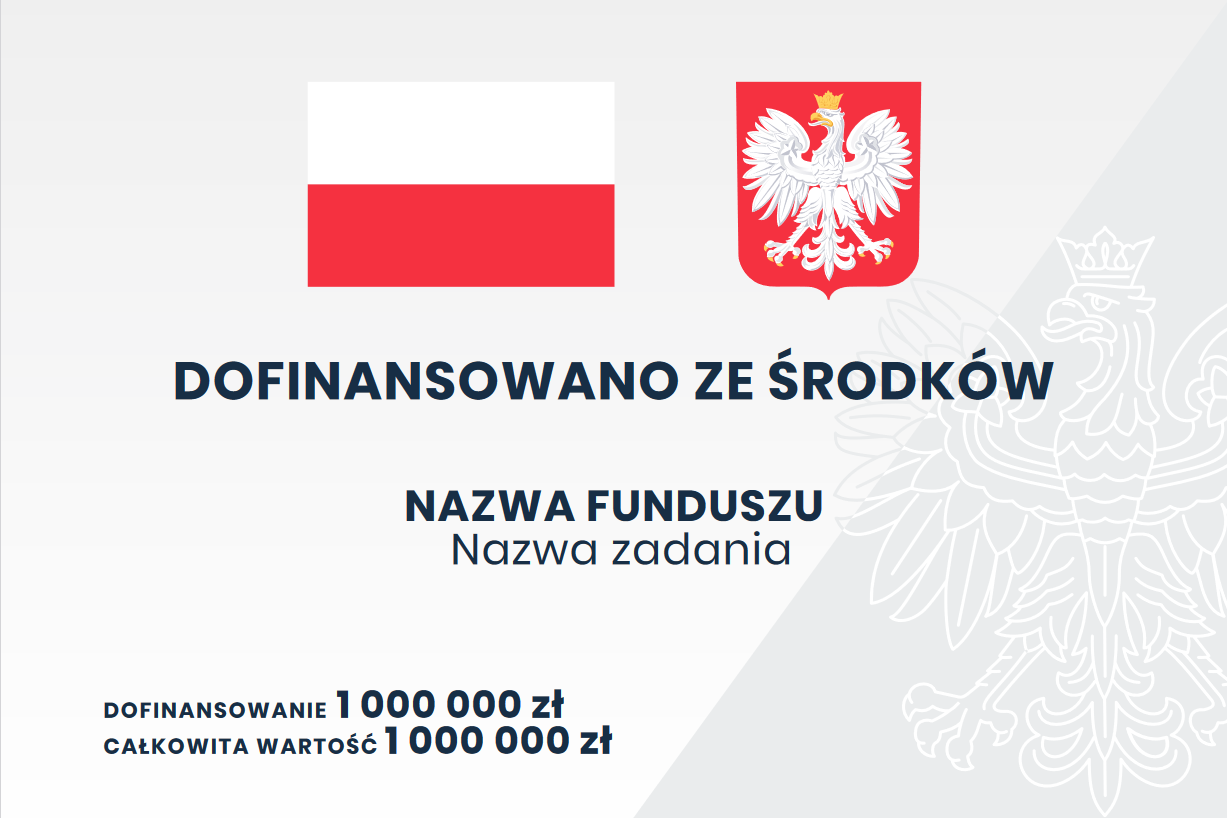 DOFINANSOWANO ZE ŚRODKÓW
NAZWA FUNDUSZU
Nazwa zadania
DOFINANSOWANIE 1 000 000 zł
CAŁKOWITA WARTOŚĆ 1 000 000 zł